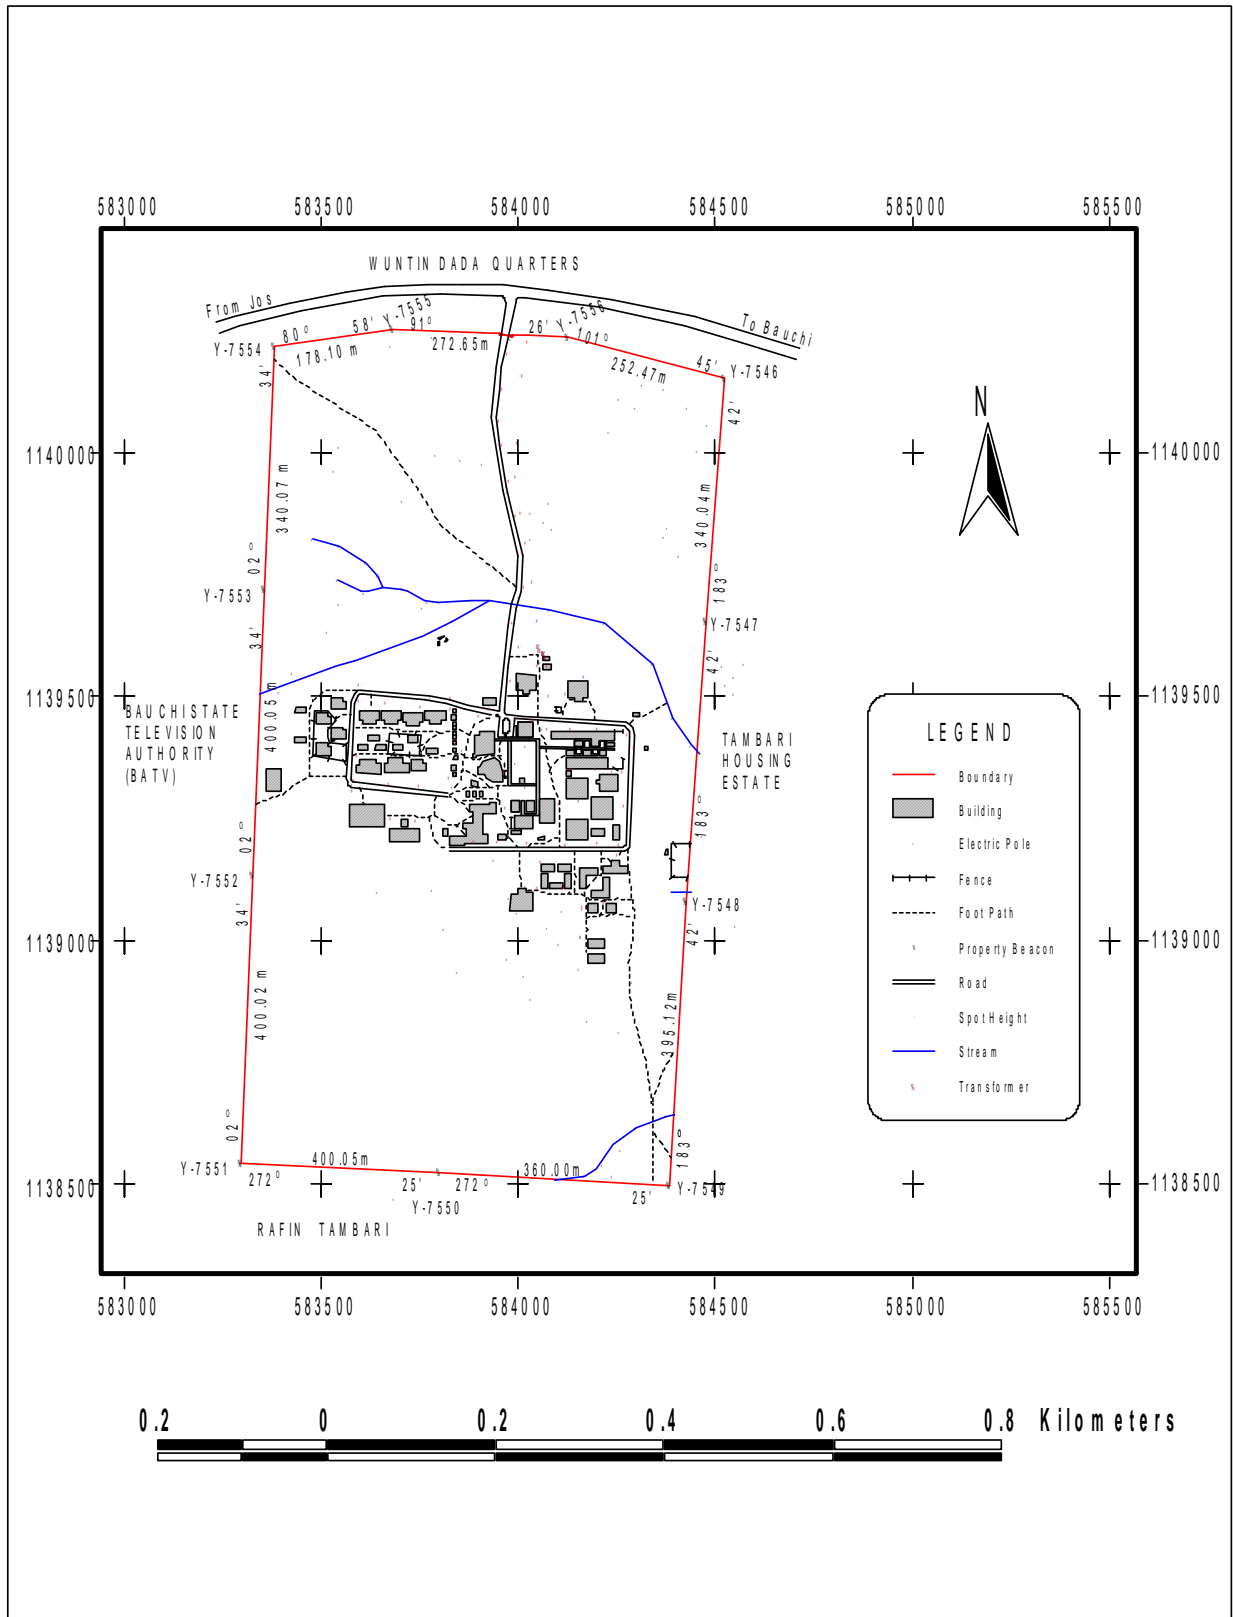 583000 583500 584000 584500 585000 585500
WUNTIN DADA QUARTERS
From Jos
To Bauchi
Y-7554
80° 58'
178.10 m
Y-7555
91° 26'
272.65m
Y-7556
101° 45'
252.47m
Y-7546
34'
42'
N
1140000
1140000
340.07 m
340.04m
02°
183°
Y-7553
Y-7547
34'
42'
1139500
1139500
400.05 m
BAUCHI STATE
TELEVISION
AUTHORITY
(BATV)
TAMBARI
HOUSING
ESTATE
183°
02°
Y-7552
Y-7548
34'
42'
1139000
1139000
400.02 m
395.12m
02°
183°
Y-7551
400.05m
272° 25'
Y-7550
360.00m
272° 25'
Y-7549
1138500
1138500
RAFIN TAMBARI
LEGEND
Boundary
Building
Electric Pole
Fence
Foot Path
Property Beacon
Road
Spot Height
Stream
Transformer
583000 583500 584000 584500 585000 585500
0.2 0 0.2 0.4 0.6 0.8 Kilometers